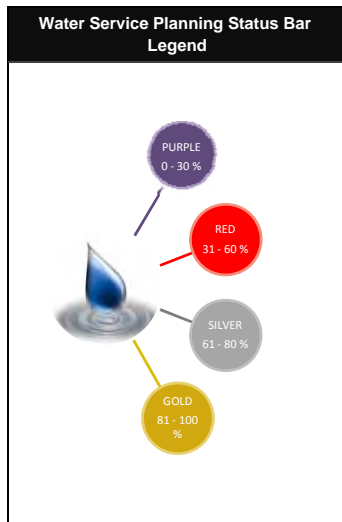 Water Service Planning Status Bar
Legend
PURPLE
0 - 30 %
RED
31 - 60 %
SILVER
61 - 80 %
GOLD
81 - 100
%